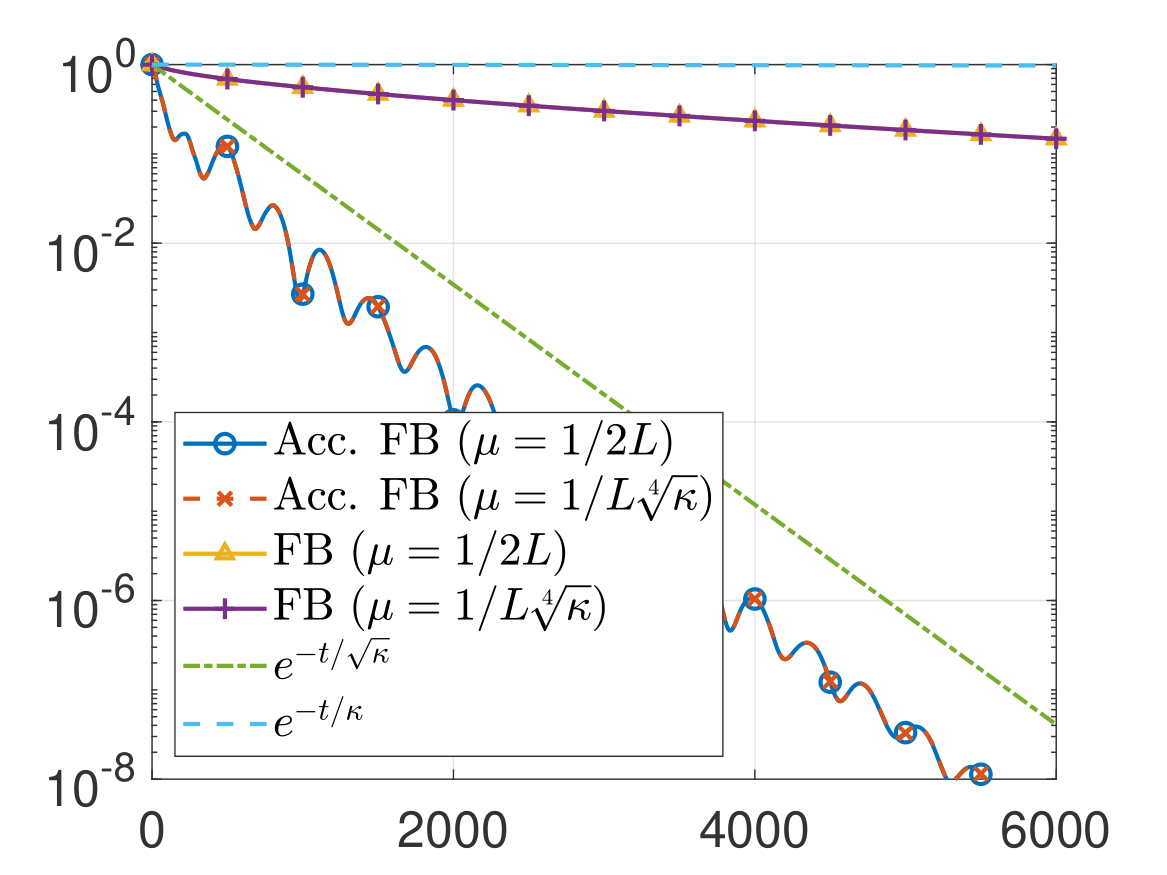 10^0
10^-2
10^-4
10^-6
10^-8
Acc. FB (μ = 1/2L)
Acc. FB (μ = 1/L∜κ)
FB (μ = 1/2L)
FB (μ = 1/L∜κ)
e^{-t/√κ}
e^{-t/κ}
0 2000 4000 6000